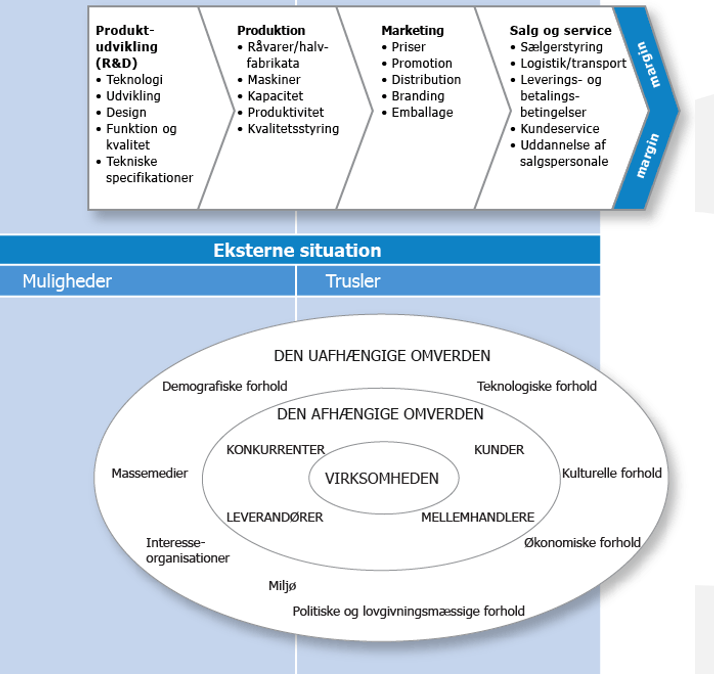 Produkt-
udvikling
(R&D)
• Teknologi
• Udvikling
• Design
• Funktion og
kvalitet
• Tekniske
specifikationer
Produktion
• Råvarer/halv-
fabrikata
• Maskiner
• Kapacitet
• Produktivitet
• Kvalitetsstyring
Marketing
• Priser
• Promotion
• Distribution
• Branding
• Emballage
Salg og service
• Sælgerstyring
• Logistik/transport
• Leverings- og
betalings-
betingelser
• Kundeservice
• Uddannelse af
salgspersonale
margin
margin
Eksterne situation
Muligheder
Trusler
DEN UAFHÆNGIGE OMVERDEN
Demografiske forhold
Teknologiske forhold
DEN AFHÆNGIGE OMVERDEN
KONKURRENTER
KUNDER
Massemedier
VIRKSOMHEDEN
Kulturelle forhold
LEVERANDØRER
MELLEMHANDLERE
Interesse-
organisationer
Økonomiske forhold
Miljø
Politiske og lovgivningsmæssige forhold